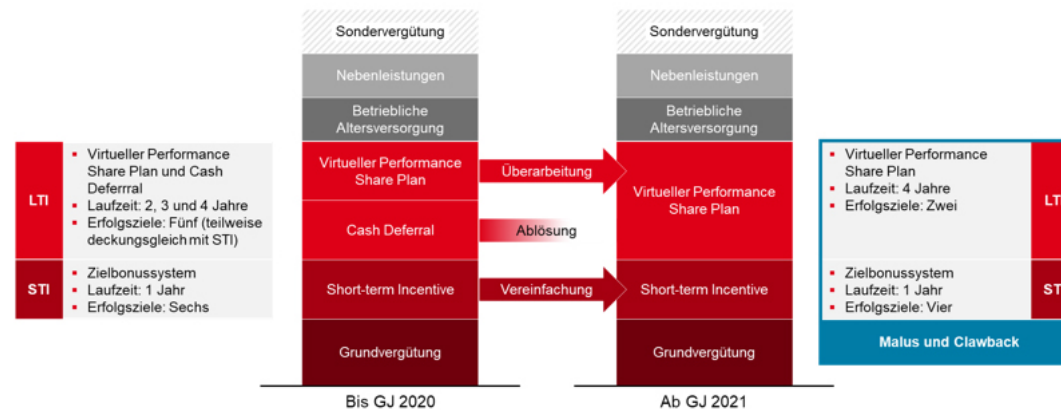 Sondervergütung
Sondervergütung
Nebenleistungen
Nebenleistungen
Betriebliche
Altersversorgung
Betriebliche
Altersversorgung
LTI
▪ Virtueller Performance
Share Plan und Cash
Deferrral
▪ Laufzeit: 2, 3 und 4 Jahre
▪ Erfolgsziele: Fünf (teilweise
deckungsgleich mit STI)
Virtueller Performance
Share Plan
Überarbeitung
Cash Deferral
Ablösung
Virtueller Performance
Share Plan
▪ Virtueller Performance
Share Plan
▪ Laufzeit: 4 Jahre
▪ Erfolgsziele: Zwei
LT
STI
▪ Zielbonussystem
▪ Laufzeit: 1 Jahr
▪ Erfolgsziele: Sechs
Short-term Incentive
Vereinfachung
Short-term Incentive
▪ Zielbonussystem
▪ Laufzeit: 1 Jahr
▪ Erfolgsziele: Vier
ST
Grundvergütung
Grundvergütung
Malus und Clawback
Bis GJ 2020
Ab GJ 2021